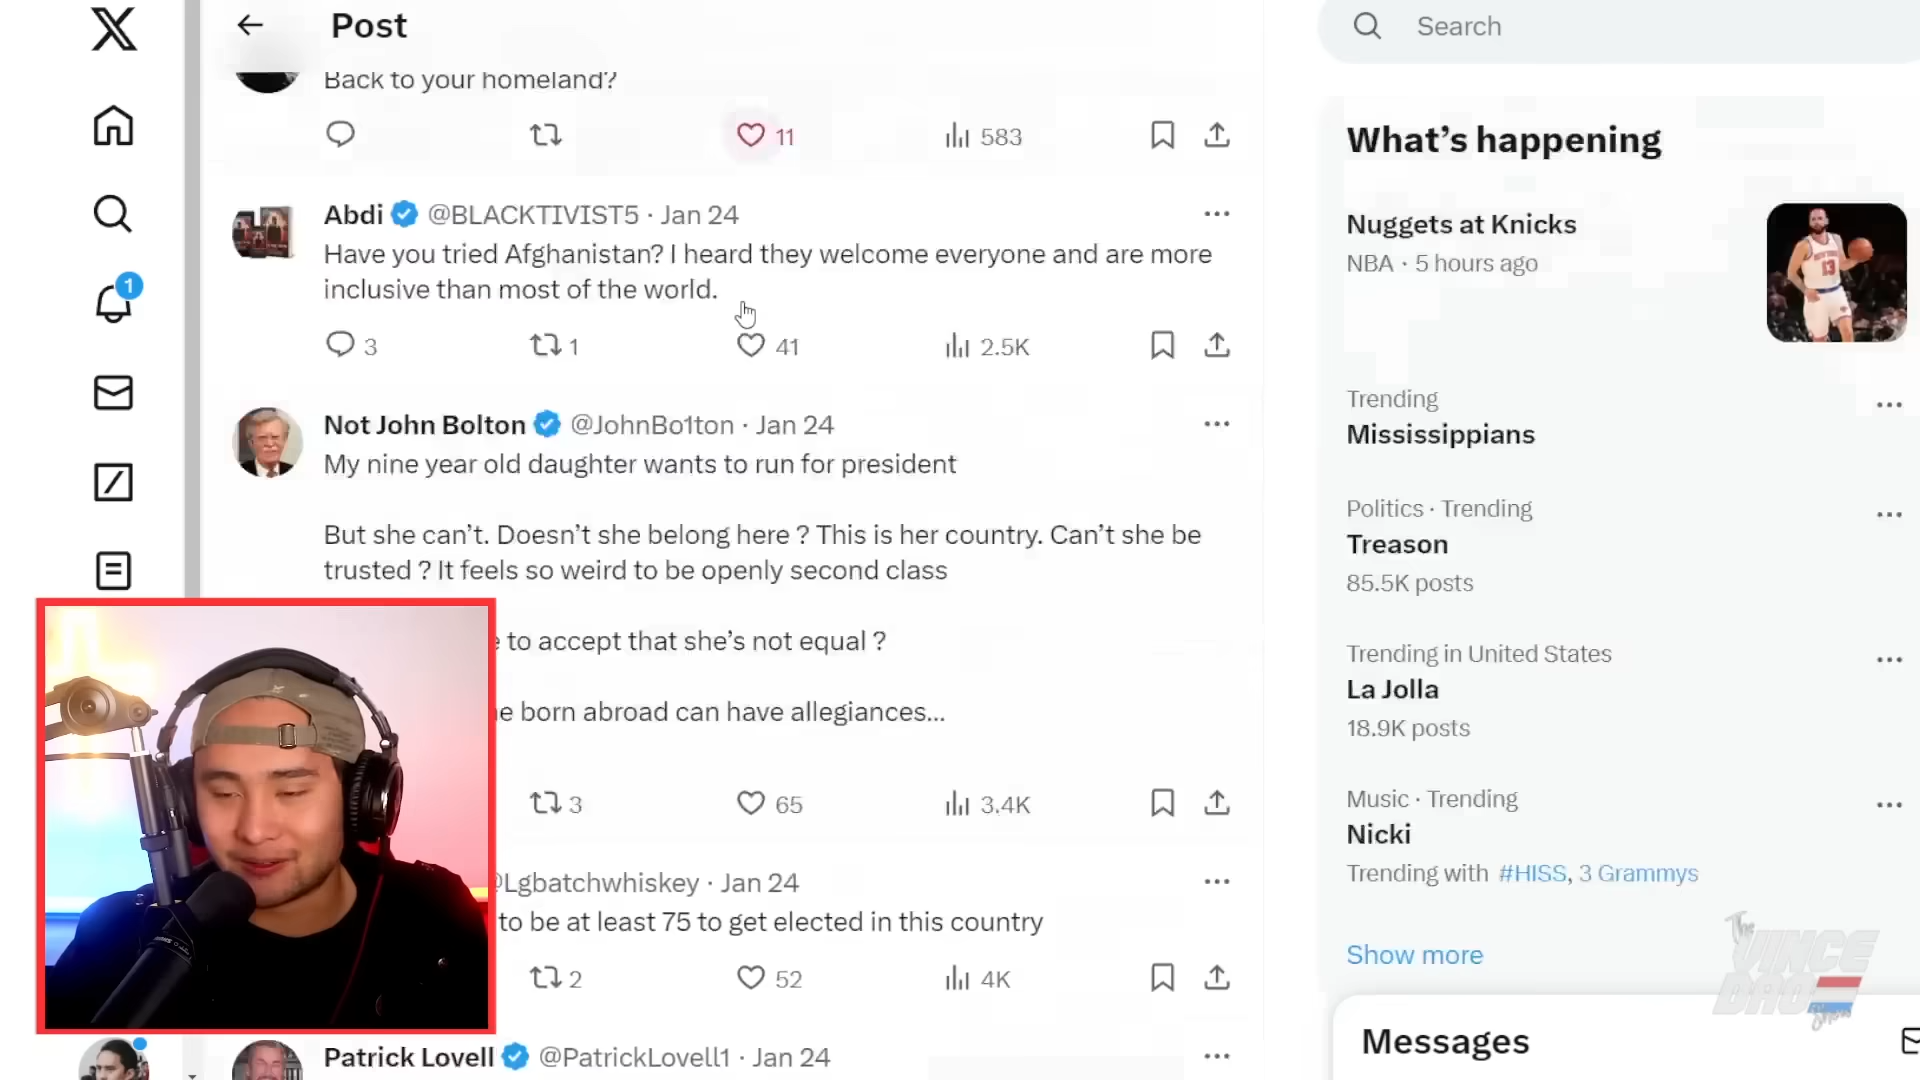 Post
Search
Back to your homeland?
11
583
Abdi @BLACKTIVIST5 · Jan 24
Have you tried Afghanistan? I heard they welcome everyone and are more
inclusive than most of the world.
3
1
41
2.5K
Not John Bolton @JohnBo1ton · Jan 24
My nine year old daughter wants to run for president
But she can’t. Doesn’t she belong here ? This is her country. Can’t she be
trusted ? It feels so weird to be openly second class
to accept that she’s not equal ?
born abroad can have allegiances...
3
65
3.4K
@Lgbatchwhiskey · Jan 24
to be at least 75 to get elected in this country
2
52
4K
Patrick Lovell @PatrickLovell1 · Jan 24
1
What’s happening
Nuggets at Knicks
NBA · 5 hours ago
Trending
Mississippians
Politics · Trending
Treason
85.5K posts
Trending in United States
La Jolla
18.9K posts
Music · Trending
Nicki
Trending with #HISS, 3 Grammys
Show more
The
VINCE
DAO
Show
Messages